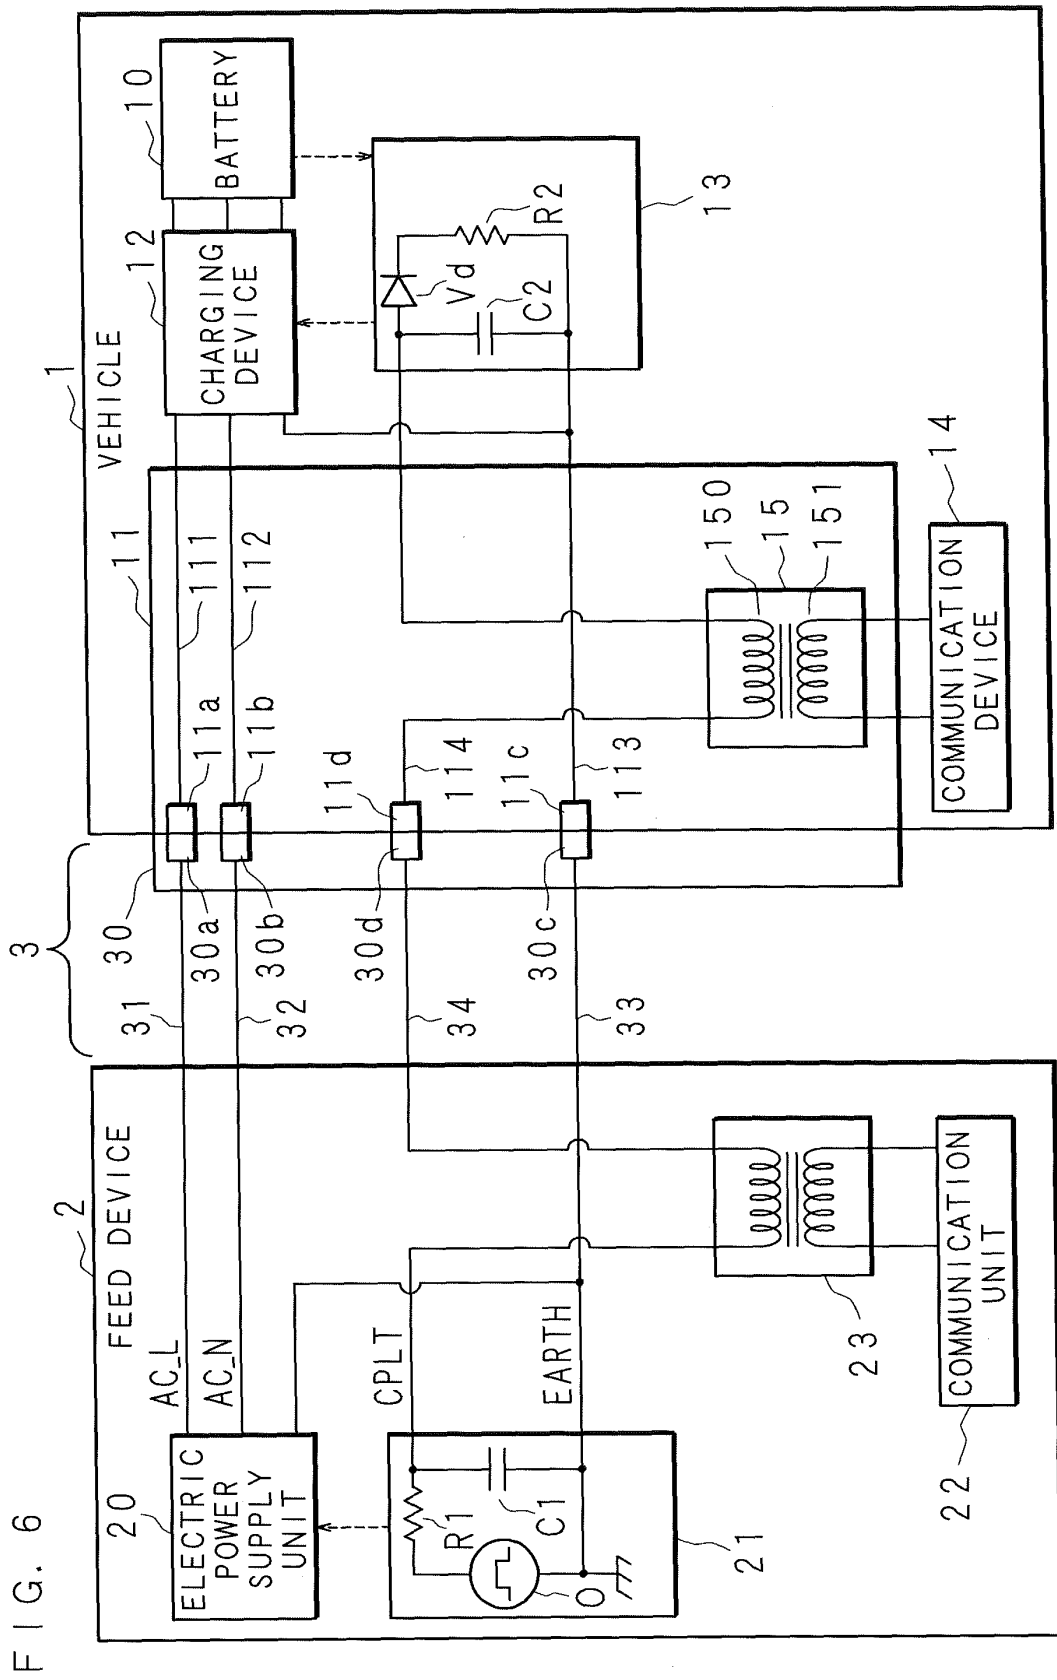 FIG. 6
2
FEED DEVICE
20
ELECTRIC
POWER
SUPPLY
UNIT
AC_L
AC_N
CPLT
EARTH
R1
C1
O
21
23
COMMUNICATION
UNIT
22
3
31
32
34
33
30
30a
30b
30d
30c
1
VEHICLE
11
11a
11b
11d
11c
111
112
114
113
12
CHARGING
DEVICE
10
BATTERY
Vd
R2
C2
13
150
15
151
COMMUNICATION
DEVICE
14